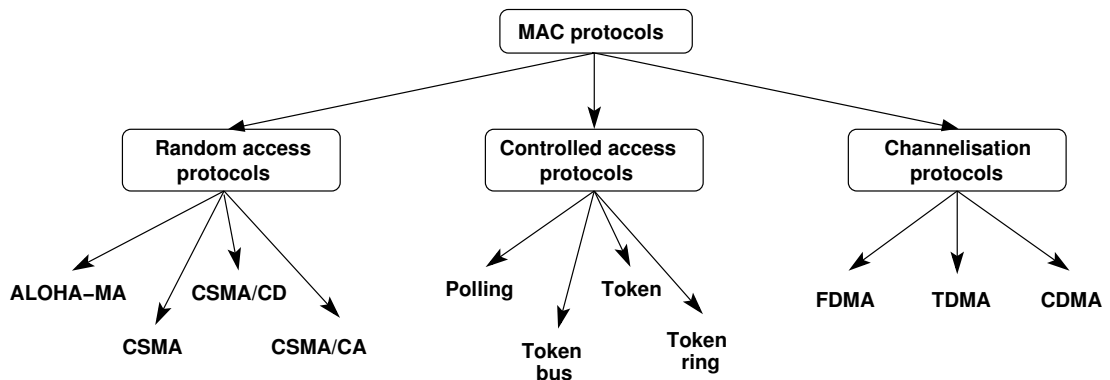 MAC protocols
Random access
protocols
Controlled access
protocols
Channelisation
protocols
ALOHA−MA
CSMA/CD
CSMA
CSMA/CA
Polling
Token
Token
bus
Token
ring
FDMA
TDMA
CDMA